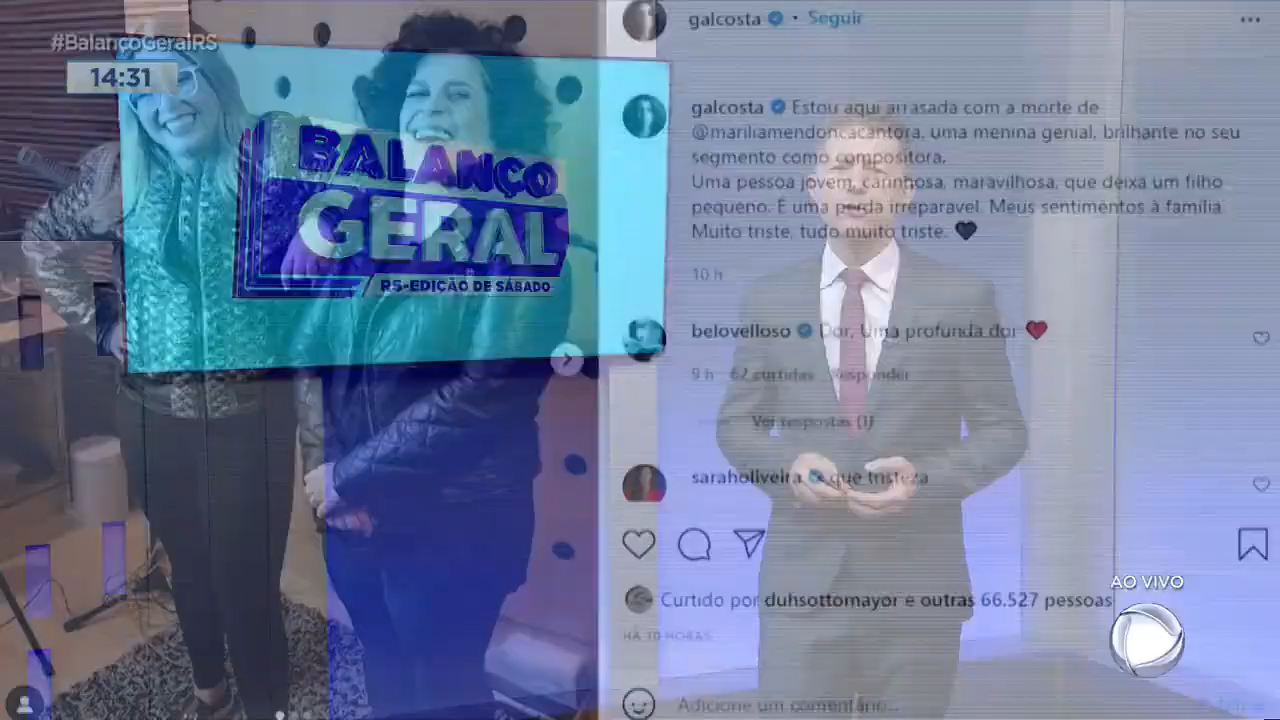 #BalançoGeralRS
14:31
BALANÇO
GERAL
RS-EDIÇÃO DE SÁBADO
galcosta • Seguir
galcosta Estou aqui arrasada com a morte de
@mariliamendoncacantora, uma menina genial, brilhante no seu
segmento como compositora.
Uma pessoa jovem, carinhosa, maravilhosa, que deixa um filho
pequeno. É uma perda irreparavel. Meus sentimentos à família
Muito triste, tudo muito triste. 🖤
10 h
belovelloso Dor, Uma profunda dor ❤️
9 h 62 curtidas Responder
Ver respostas (1)
saraholiveira que tristeza
Curtido por duhsottomayor e outras 66.527 pessoas
HÁ 10 HORAS
Adicione um comentário...
AO VIVO